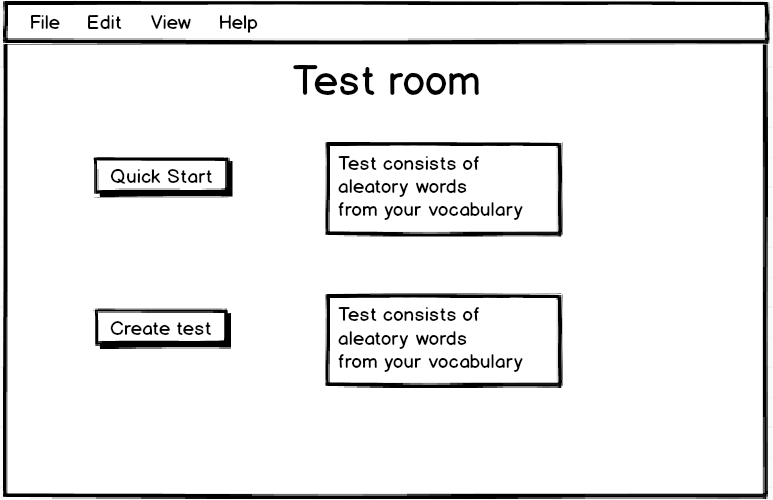 File Edit View Help
Test room
Quick Start
Test consists of
aleatory words
from your vocabulary
Create test
Test consists of
aleatory words
from your vocabulary